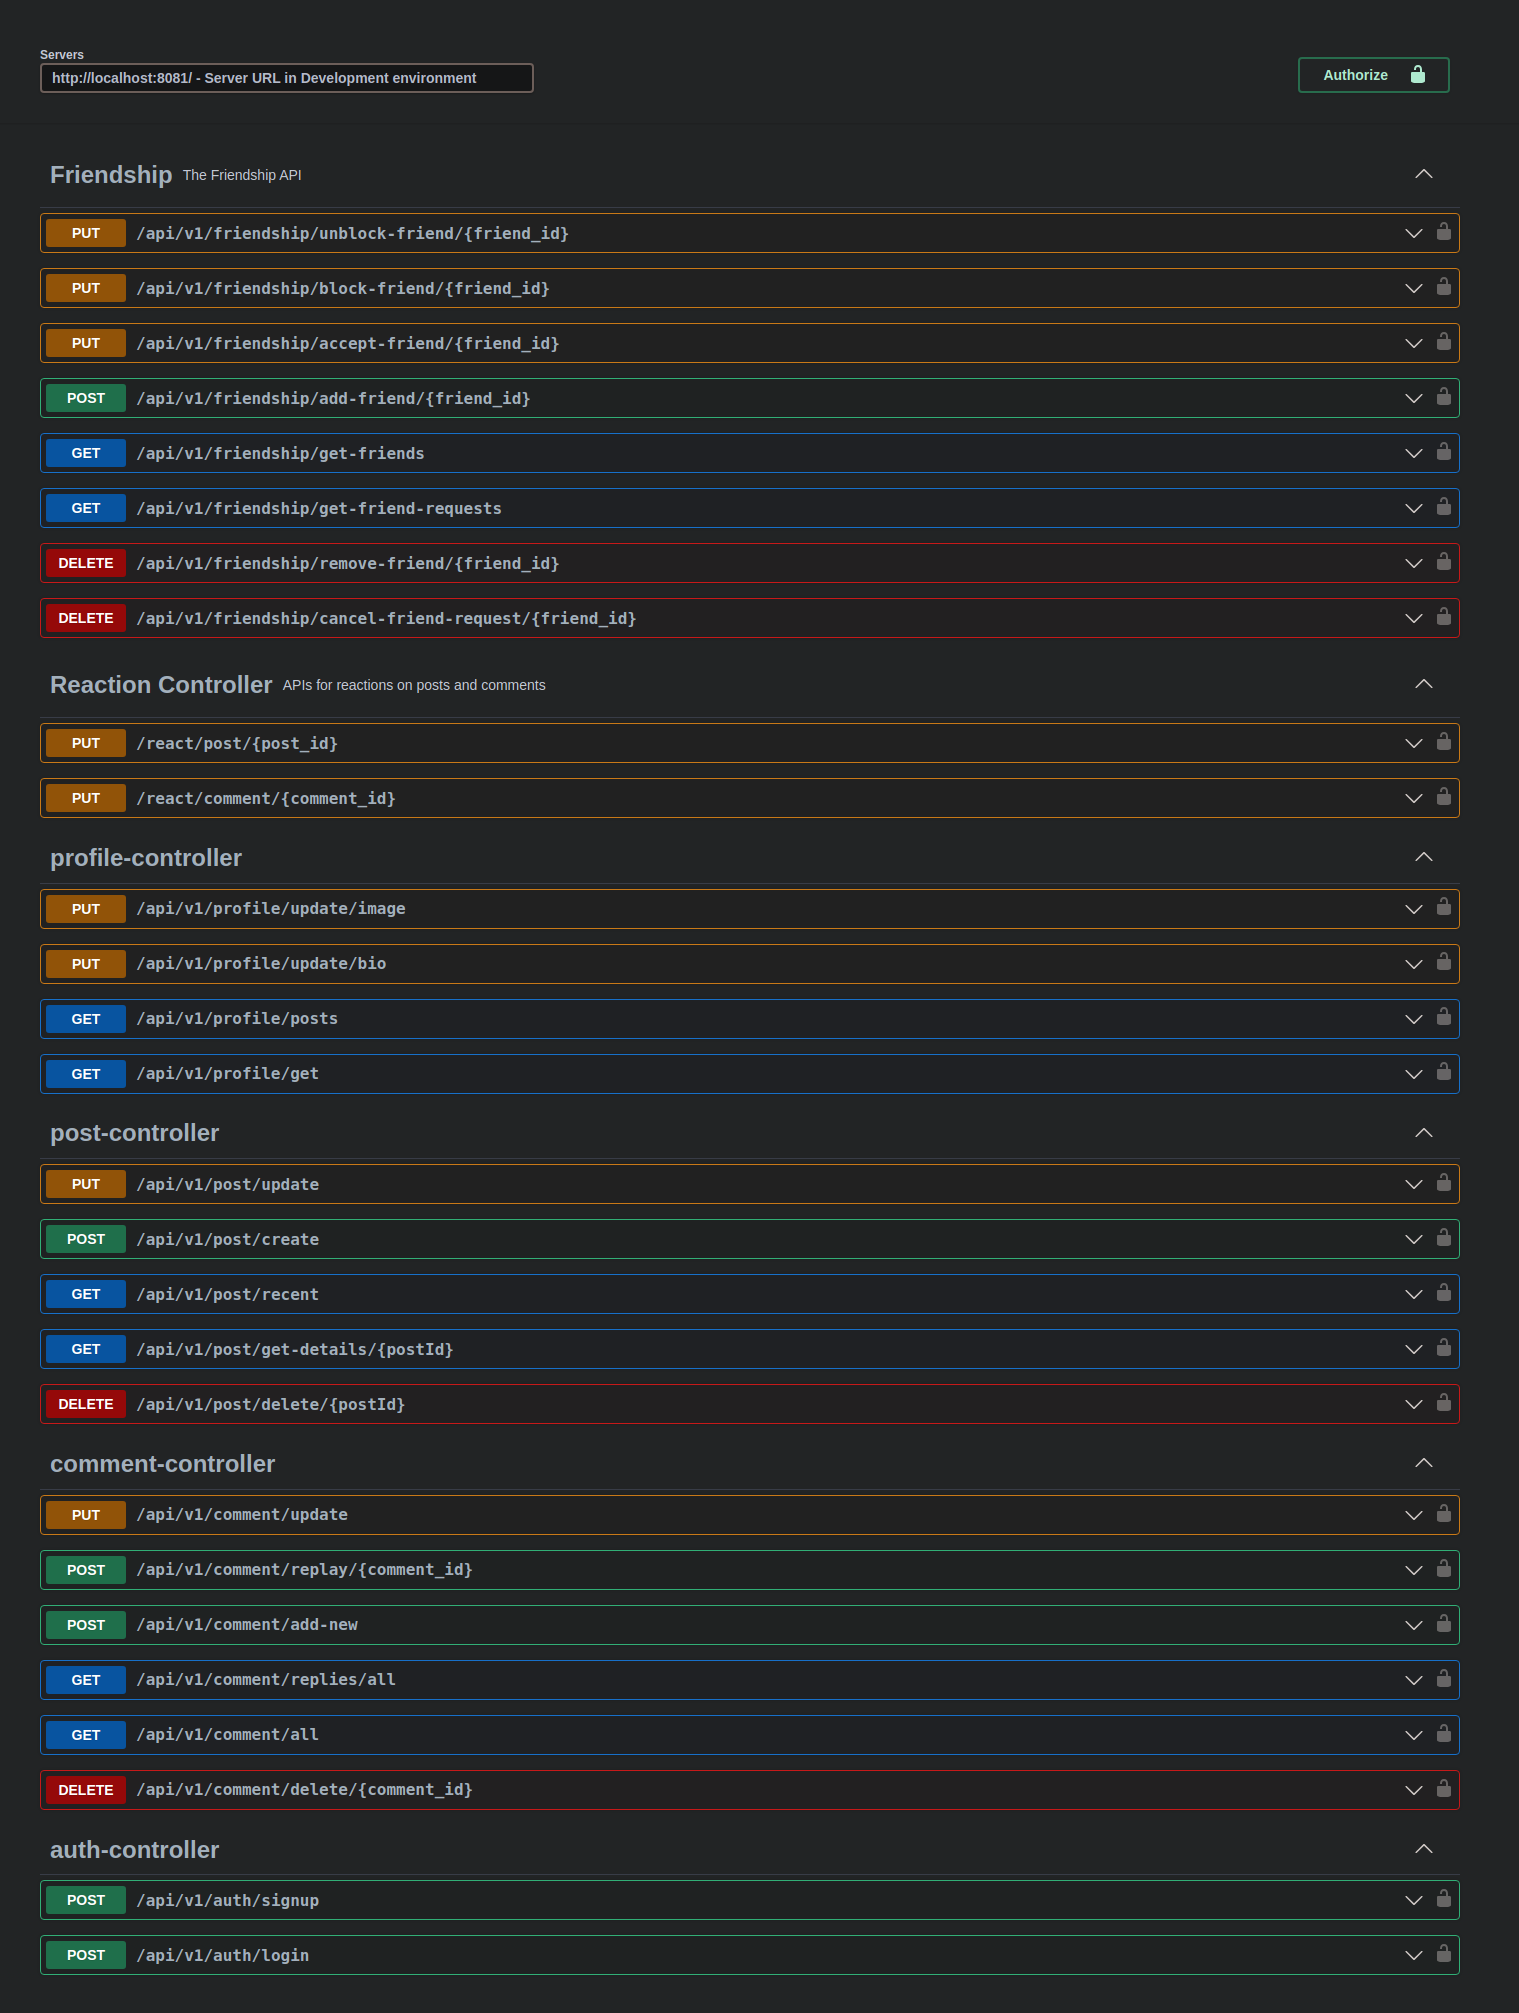 Servers
http://localhost:8081/ - Server URL in Development environment
Authorize
Friendship The Friendship API
PUT /api/v1/friendship/unblock-friend/{friend_id}
PUT /api/v1/friendship/block-friend/{friend_id}
PUT /api/v1/friendship/accept-friend/{friend_id}
POST /api/v1/friendship/add-friend/{friend_id}
GET /api/v1/friendship/get-friends
GET /api/v1/friendship/get-friend-requests
DELETE /api/v1/friendship/remove-friend/{friend_id}
DELETE /api/v1/friendship/cancel-friend-request/{friend_id}
Reaction Controller APIs for reactions on posts and comments
PUT /react/post/{post_id}
PUT /react/comment/{comment_id}
profile-controller
PUT /api/v1/profile/update/image
PUT /api/v1/profile/update/bio
GET /api/v1/profile/posts
GET /api/v1/profile/get
post-controller
PUT /api/v1/post/update
POST /api/v1/post/create
GET /api/v1/post/recent
GET /api/v1/post/get-details/{postId}
DELETE /api/v1/post/delete/{postId}
comment-controller
PUT /api/v1/comment/update
POST /api/v1/comment/replay/{comment_id}
POST /api/v1/comment/add-new
GET /api/v1/comment/replies/all
GET /api/v1/comment/all
DELETE /api/v1/comment/delete/{comment_id}
auth-controller
POST /api/v1/auth/signup
POST /api/v1/auth/login